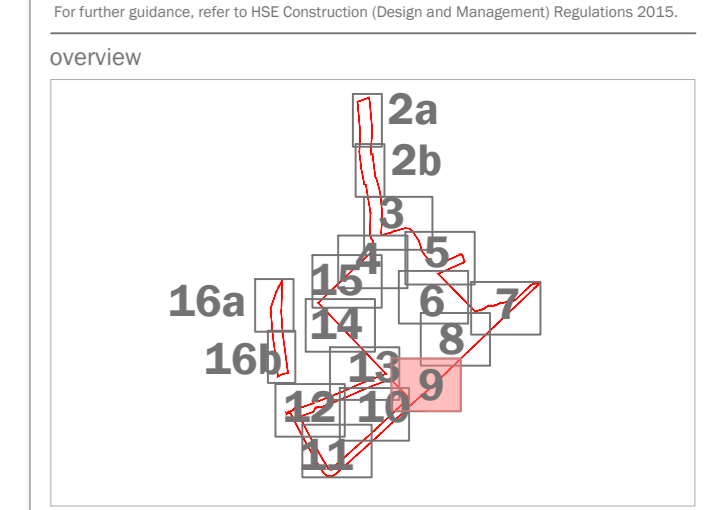 For further guidance, refer to HSE Construction (Design and Management) Regulations 2015.
overview
2a
2b
3
5
4
15
6
16a
7
14
8
16b
13
9
12
10
11